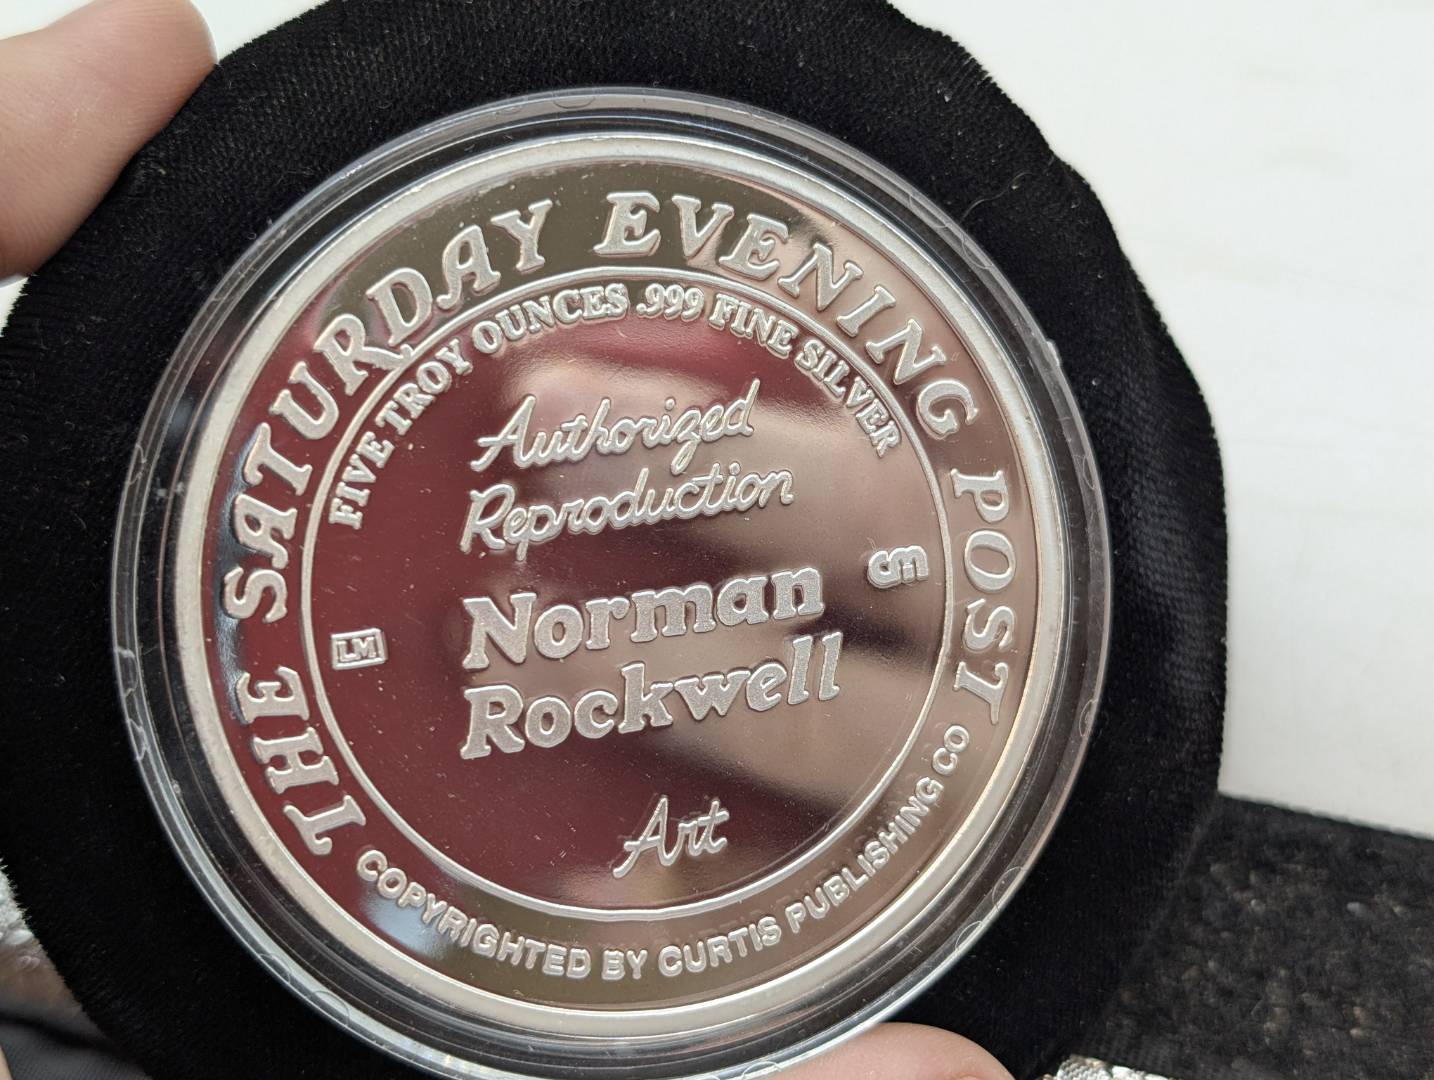 THE SATURDAY EVENING POST
FIVE TROY OUNCES .999 FINE SILVER
Authorized
Reproduction
Norman
Rockwell
LM
Art
COPYRIGHTED BY CURTIS PUBLISHING CO